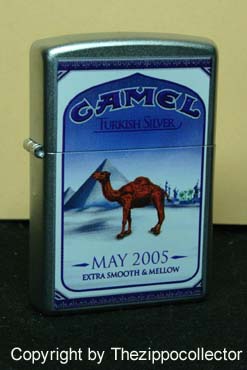 CAMEL
TURKISH SILVER
MAY 2005
EXTRA SMOOTH & MELLOW
Copyright by Thezippocollector